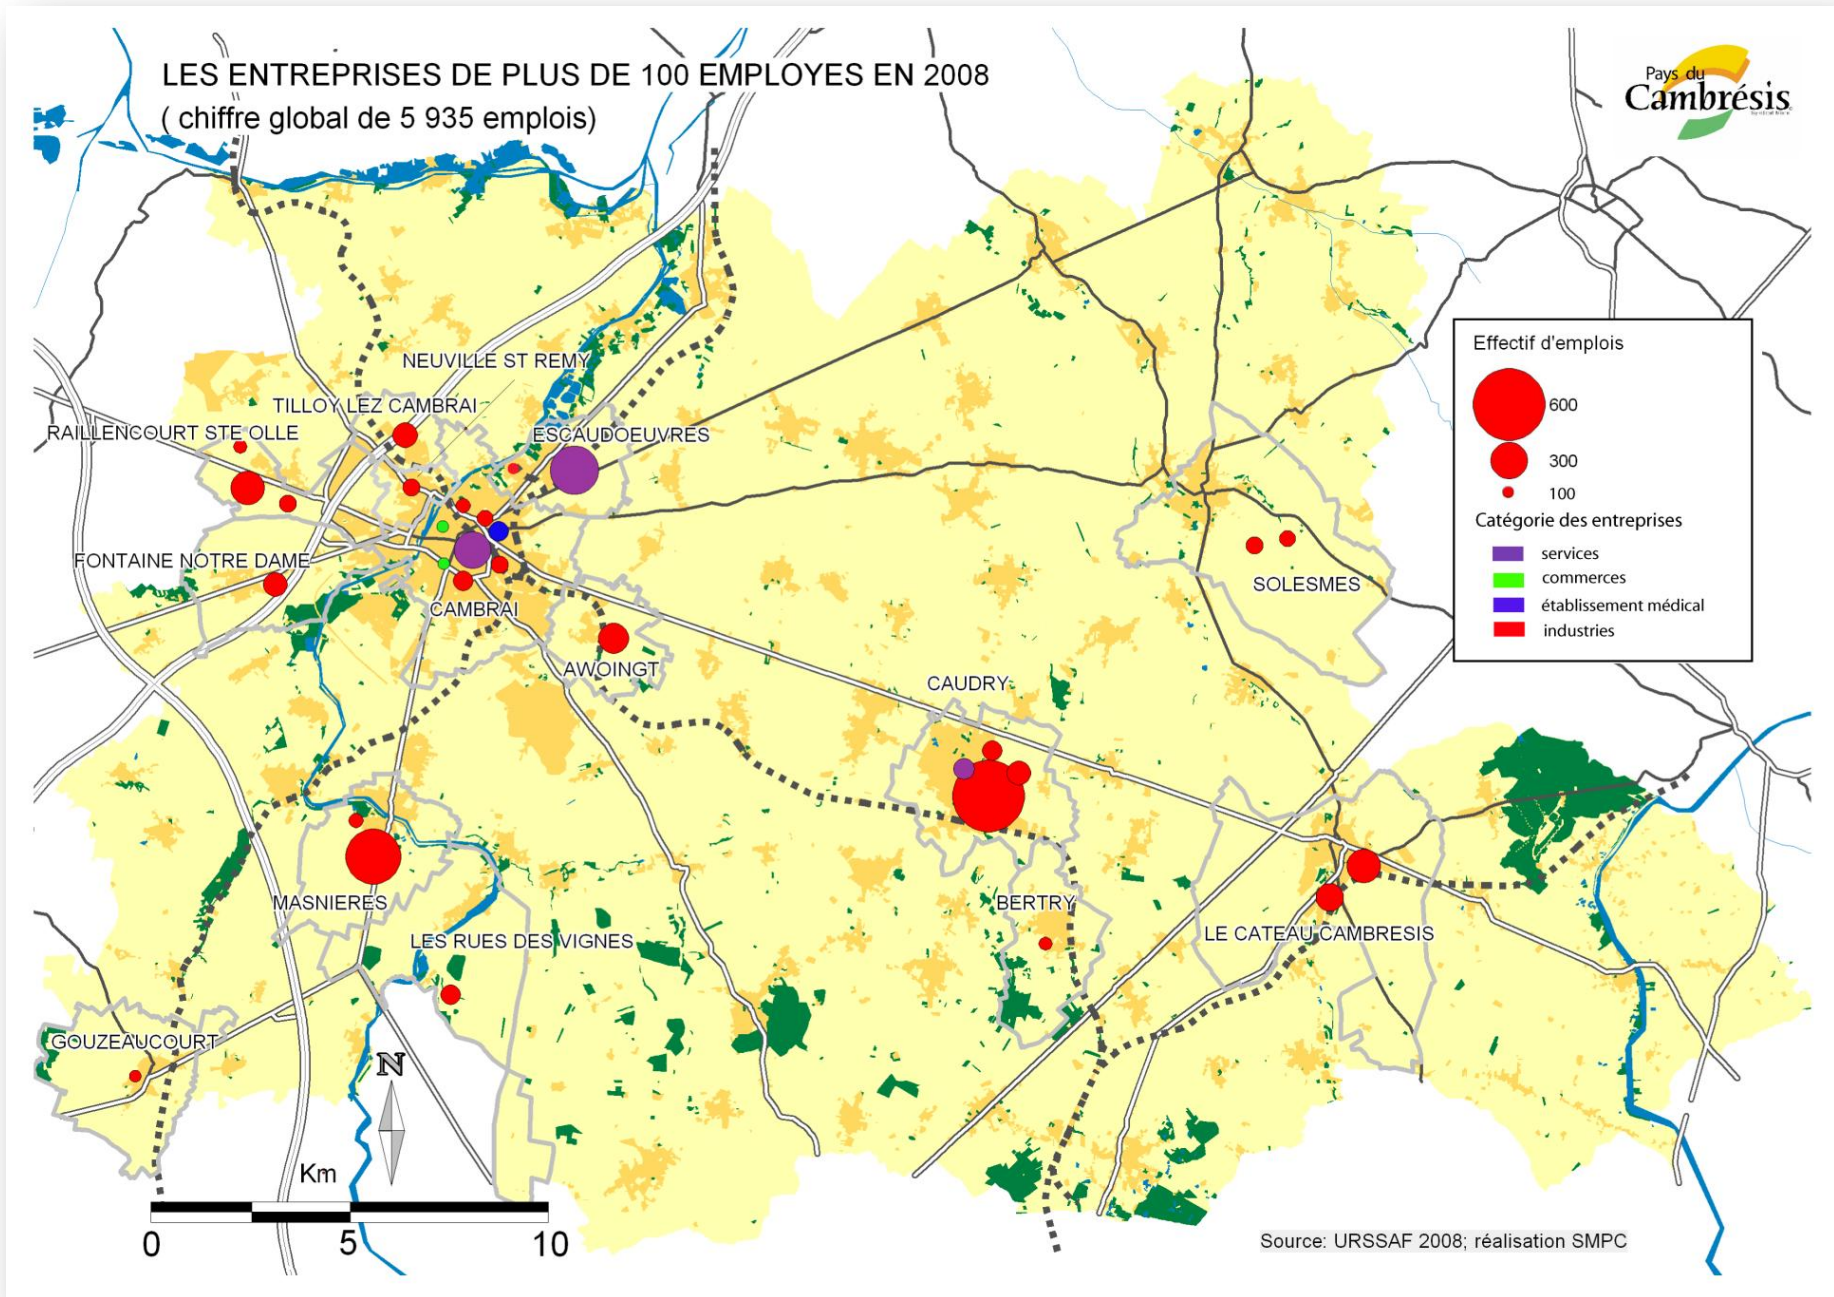 LES ENTREPRISES DE PLUS DE 100 EMPLOYES EN 2008
( chiffre global de 5 935 emplois)
Pays du
Cambrésis
NEUVILLE ST REMY
TILLOY LEZ CAMBRAI
RAILLENCOURT STE OLLE
ESCAUDOEUVRES
FONTAINE NOTRE DAME
CAMBRAI
AWOINGT
SOLESMES
CAUDRY
MASNIERES
BERTRY
LES RUES DES VIGNES
LE CATEAU CAMBRESIS
GOUZEAUCOURT
Effectif d'emplois
600
300
100
Catégorie des entreprises
services
commerces
établissement médical
industries
N
Km
0 5 10
Source: URSSAF 2008; réalisation SMPC